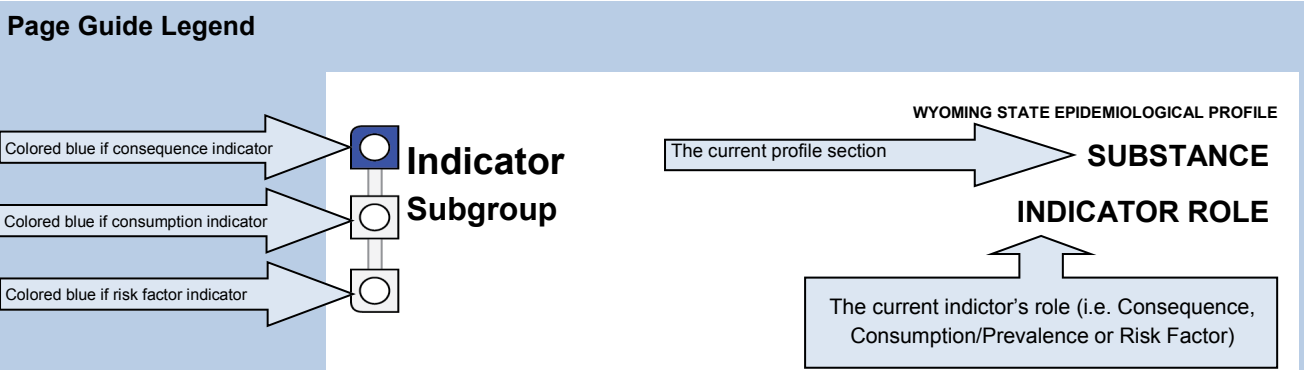 Page Guide Legend
WYOMING STATE EPIDEMIOLOGICAL PROFILE
Colored blue if consequence indicator
Indicator
The current profile section
SUBSTANCE
Colored blue if consumption indicator
Subgroup
INDICATOR ROLE
Colored blue if risk factor indicator
The current indictor’s role (i.e. Consequence,
Consumption/Prevalence or Risk Factor)